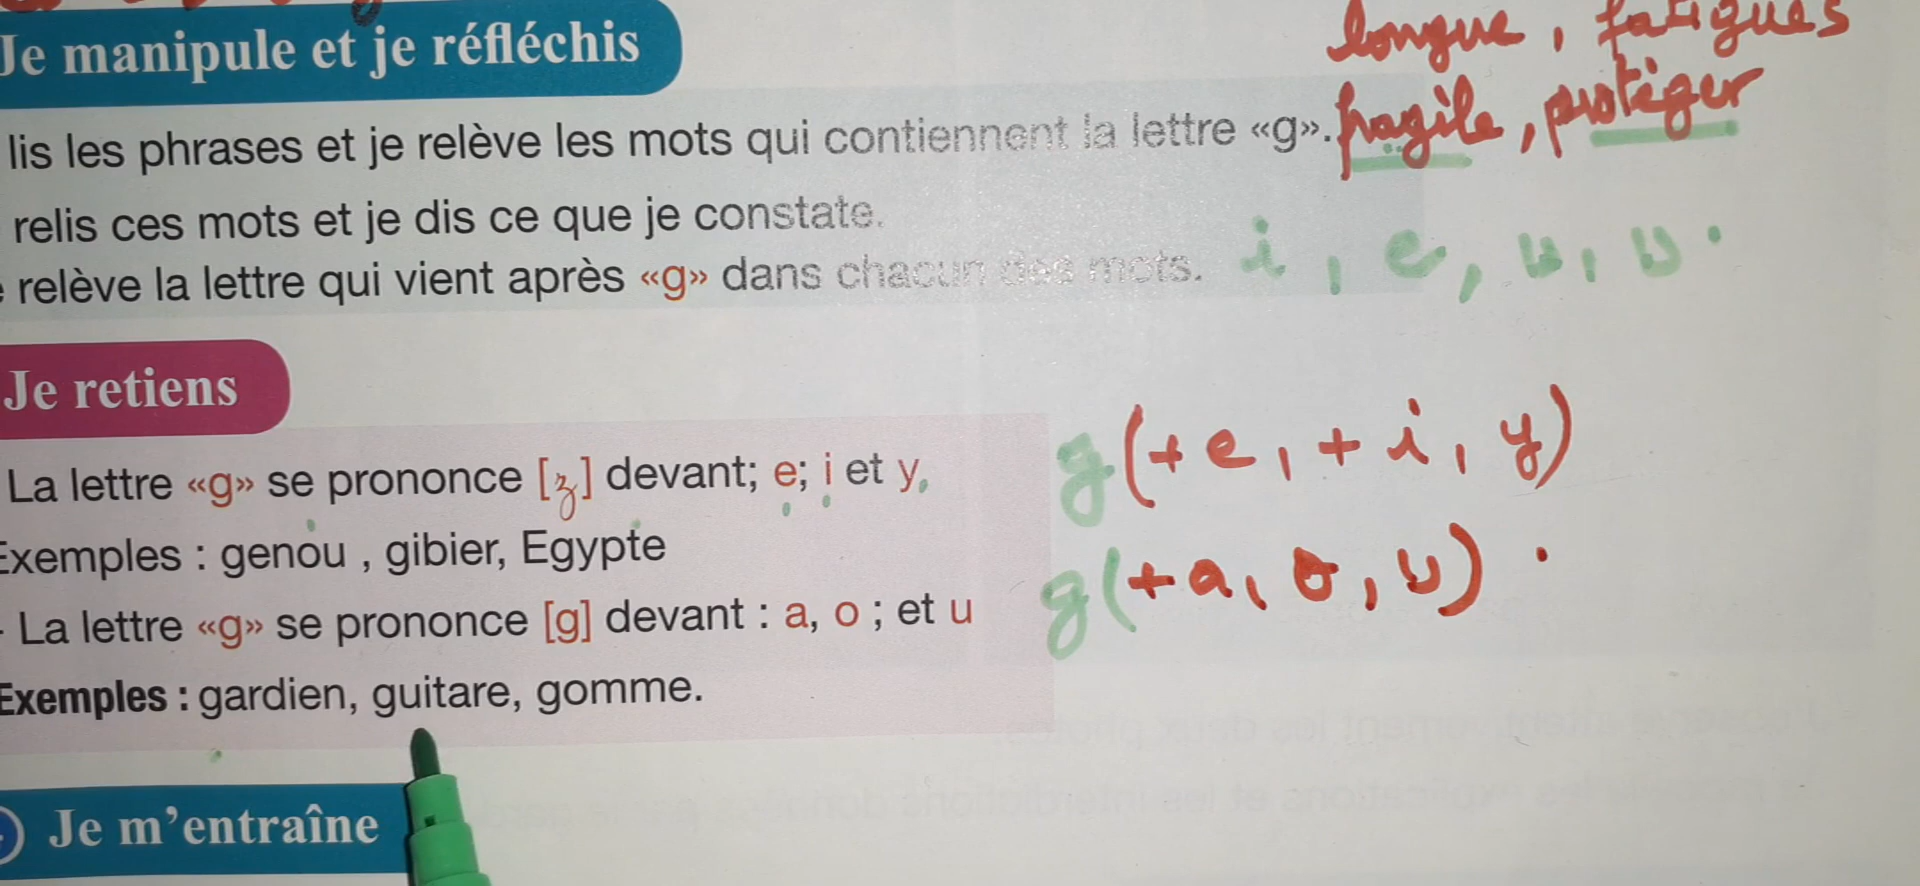 Je manipule et je réfléchis
longue, fatigues
lis les phrases et je relève les mots qui contiennent la lettre «g».
fragile, protéger
relis ces mots et je dis ce que je constate.
relève la lettre qui vient après «g» dans chacun des mots.
i, e, u, u.
Je retiens
La lettre «g» se prononce [ʒ] devant; e; i et y,
g(+e, +i, y)
Exemples : genou , gibier, Egypte
- La lettre «g» se prononce [g] devant : a, o ; et u
g(+a, o, u).
Exemples : gardien, guitare, gomme.
Je m'entraîne